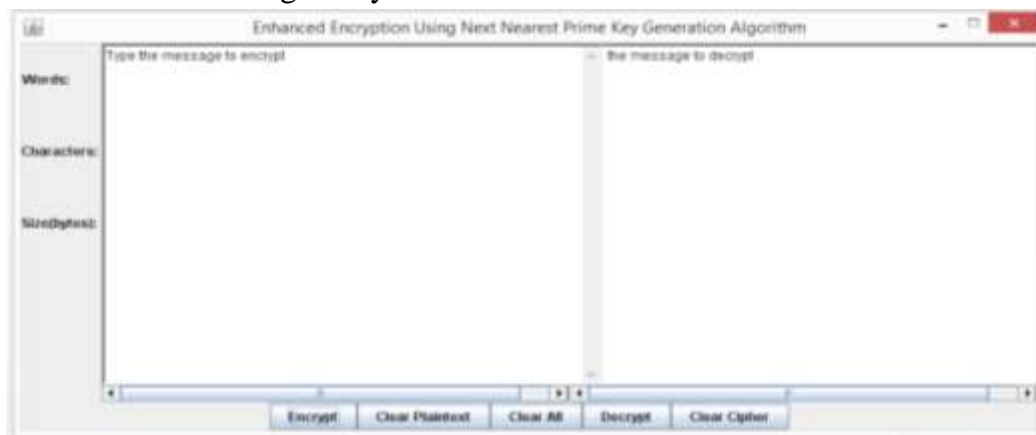 Enhanced Encryption Using Next Nearest Prime Key Generation Algorithm
Type the message to encrypt
the message to decrypt
Words:
Characters:
Size(bytes):
Encrypt Clear Plaintext Clear All Decrypt Clear Cipher